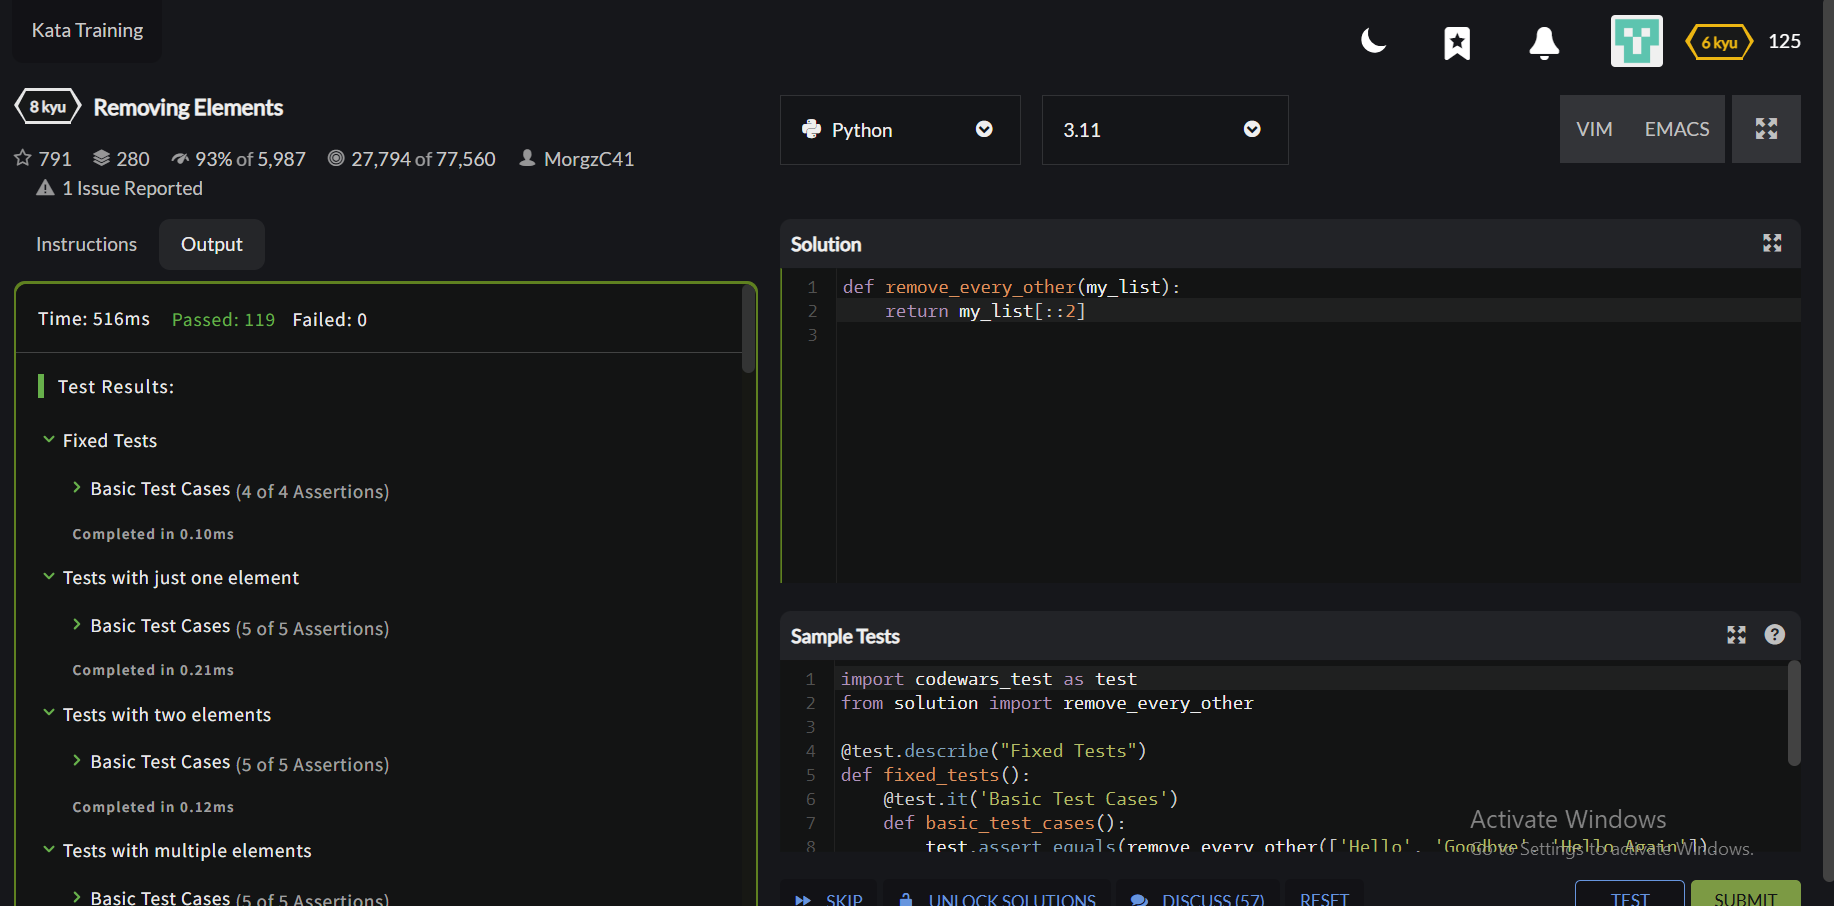 Kata Training
6 kyu 125
8 kyu Removing Elements
791 280 93% of 5,987 27,794 of 77,560 MorgzC41
1 Issue Reported
Python
3.11
VIM EMACS
Instructions Output
Time: 516ms Passed: 119 Failed: 0
Test Results:
Fixed Tests
Basic Test Cases (4 of 4 Assertions)
Completed in 0.10ms
Tests with just one element
Basic Test Cases (5 of 5 Assertions)
Completed in 0.21ms
Tests with two elements
Basic Test Cases (5 of 5 Assertions)
Completed in 0.12ms
Tests with multiple elements
Basic Test Cases (5 of 5 Assertions)
Solution
1 def remove_every_other(my_list):
2 return my_list[::2]
3
Sample Tests
1 import codewars_test as test
2 from solution import remove_every_other
3
4 @test.describe("Fixed Tests")
5 def fixed_tests():
6 @test.it('Basic Test Cases')
7 def basic_test_cases():
8 test.assert_equals(remove_every_other(['Hello', 'Goodbye', 'Hello Again']),
Activate Windows
Go to Settings to activate Windows.
SKIP UNLOCK SOLUTIONS DISCUSS (57) RESET TEST SUBMIT